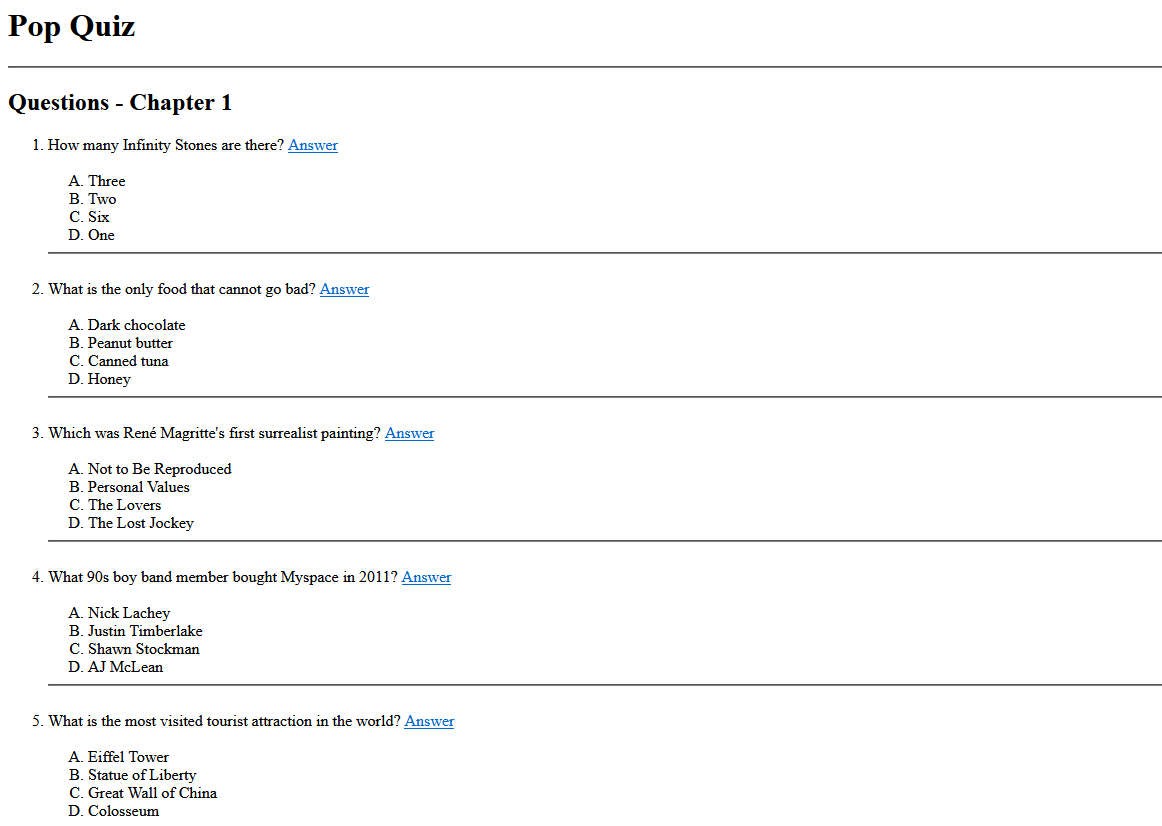 Pop Quiz
Questions - Chapter 1
1. How many Infinity Stones are there? Answer
A. Three
B. Two
C. Six
D. One
2. What is the only food that cannot go bad? Answer
A. Dark chocolate
B. Peanut butter
C. Canned tuna
D. Honey
3. Which was René Magritte's first surrealist painting? Answer
A. Not to Be Reproduced
B. Personal Values
C. The Lovers
D. The Lost Jockey
4. What 90s boy band member bought Myspace in 2011? Answer
A. Nick Lachey
B. Justin Timberlake
C. Shawn Stockman
D. AJ McLean
5. What is the most visited tourist attraction in the world? Answer
A. Eiffel Tower
B. Statue of Liberty
C. Great Wall of China
D. Colosseum